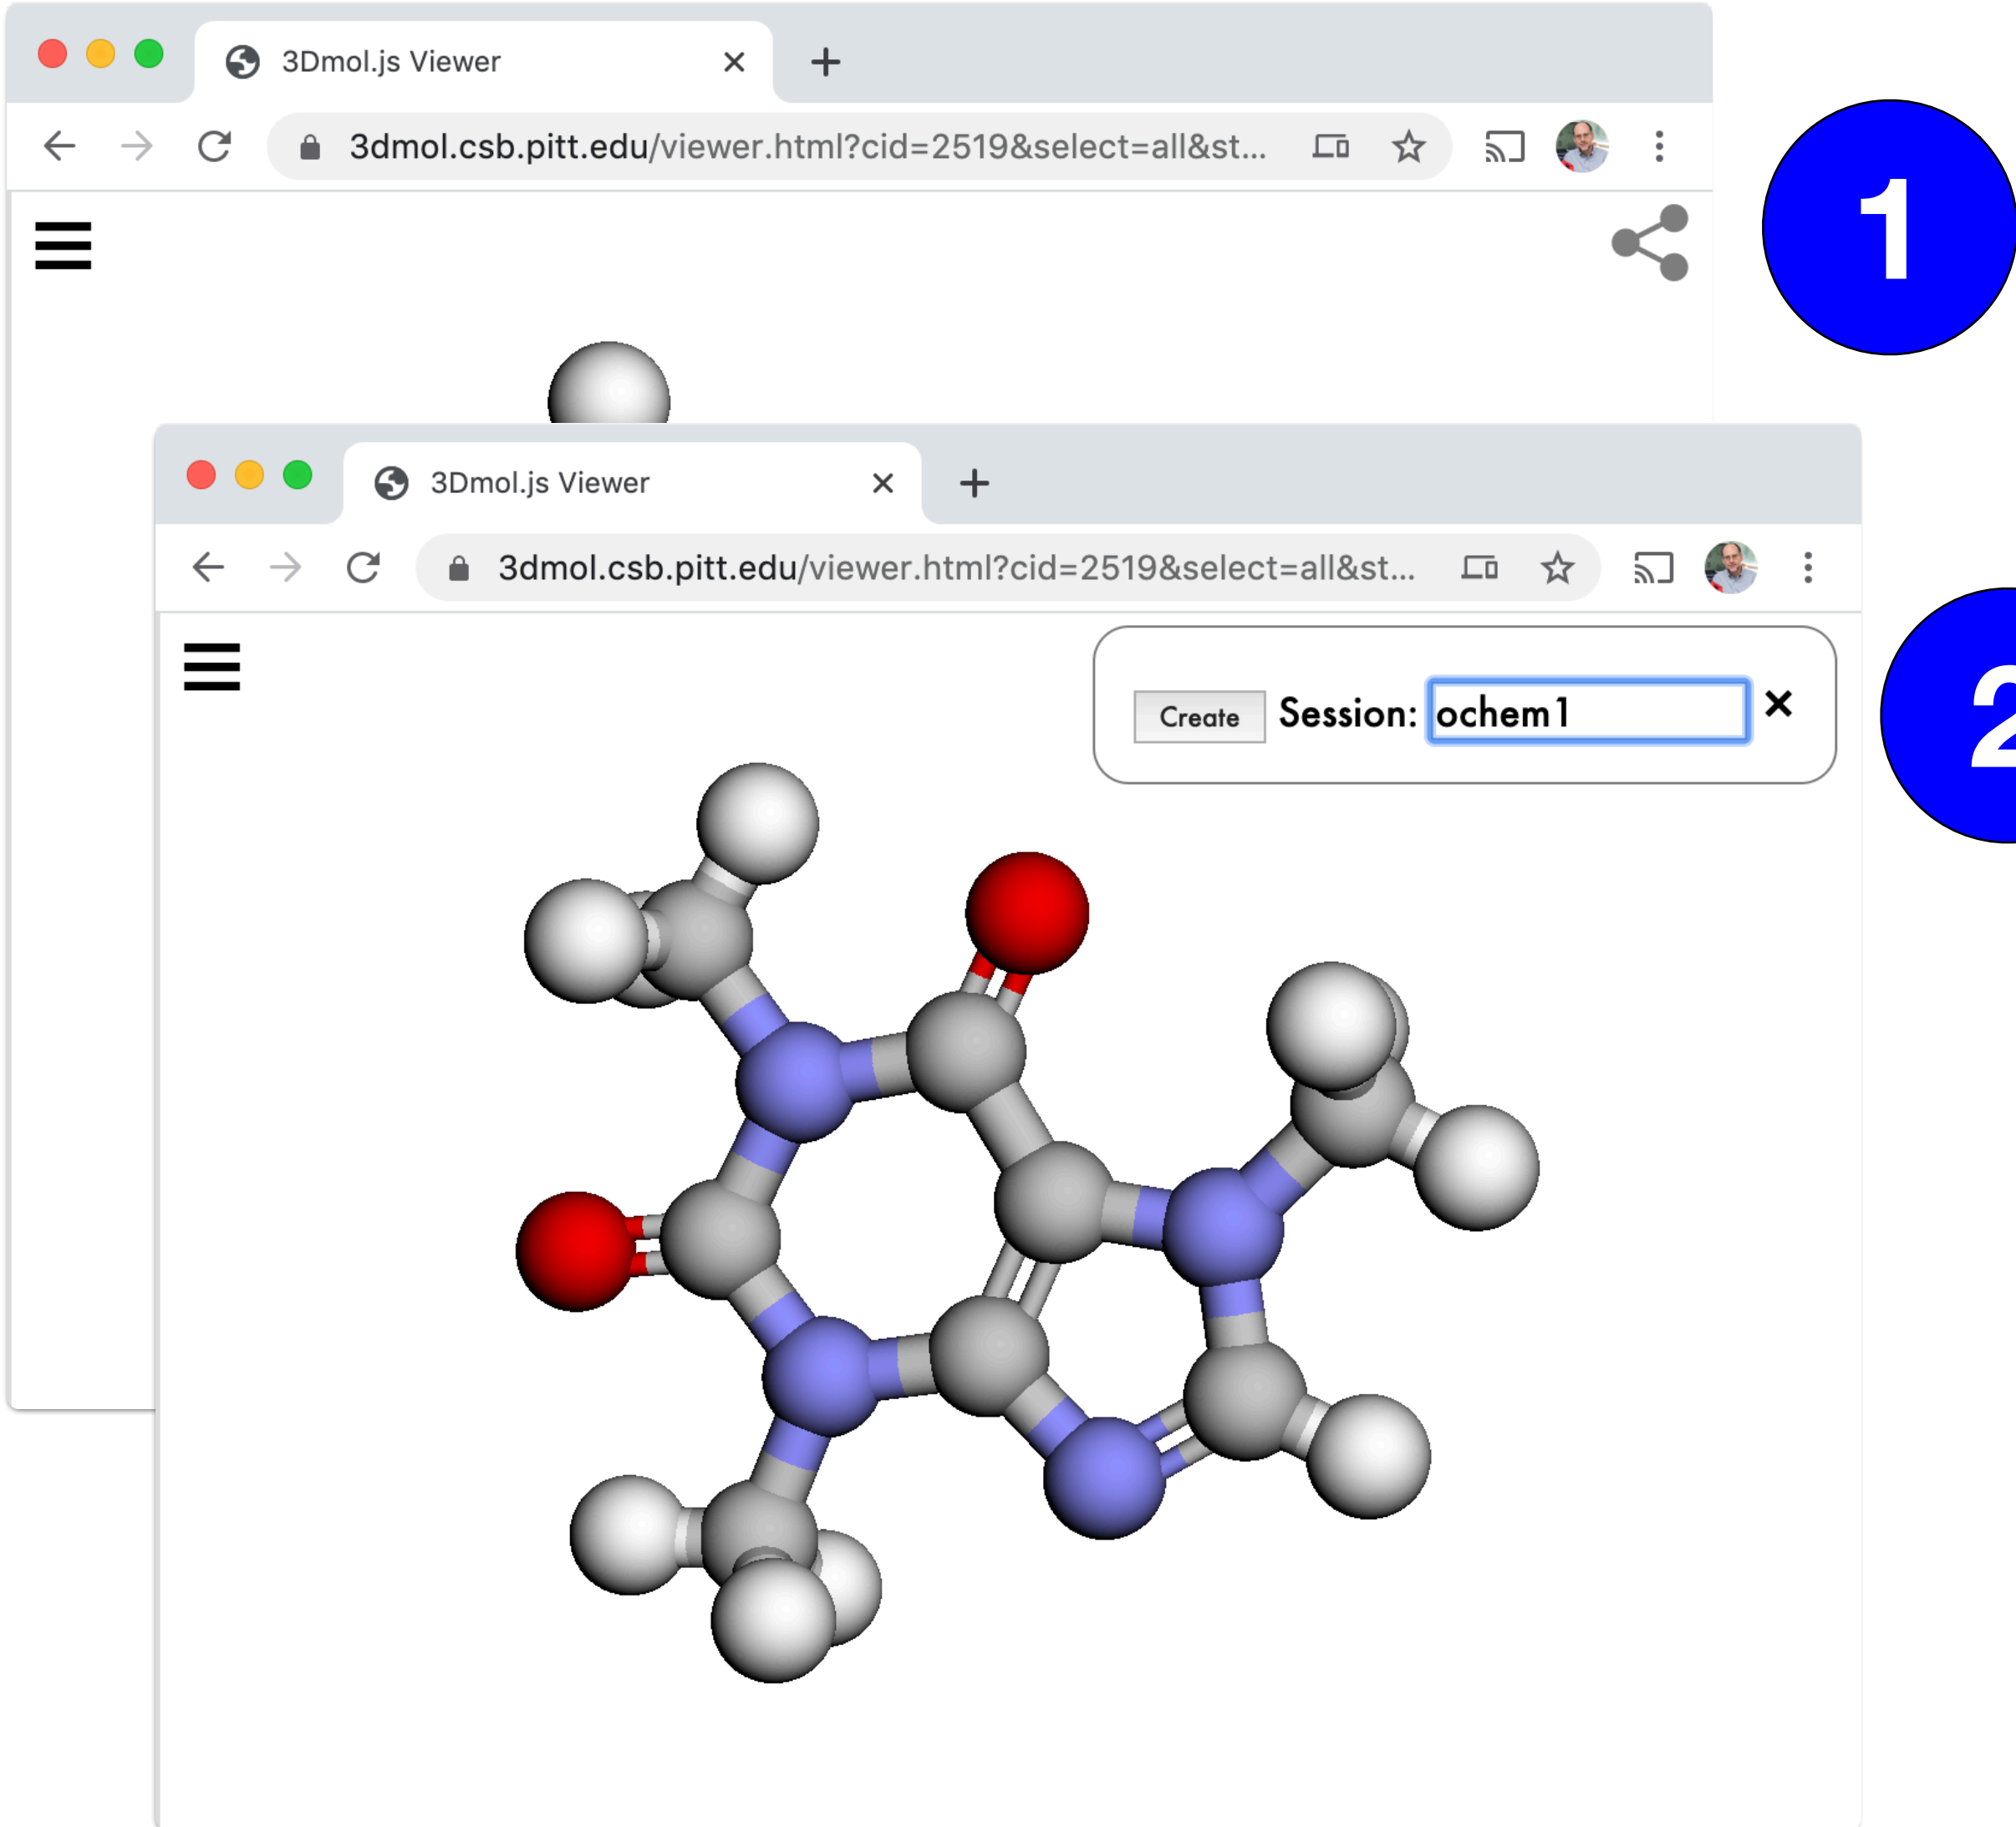 3Dmol.js Viewer
3dmol.csb.pitt.edu/viewer.html?cid=2519&select=all&st...
1
3Dmol.js Viewer
3dmol.csb.pitt.edu/viewer.html?cid=2519&select=all&st...
Create Session: ochem1
2